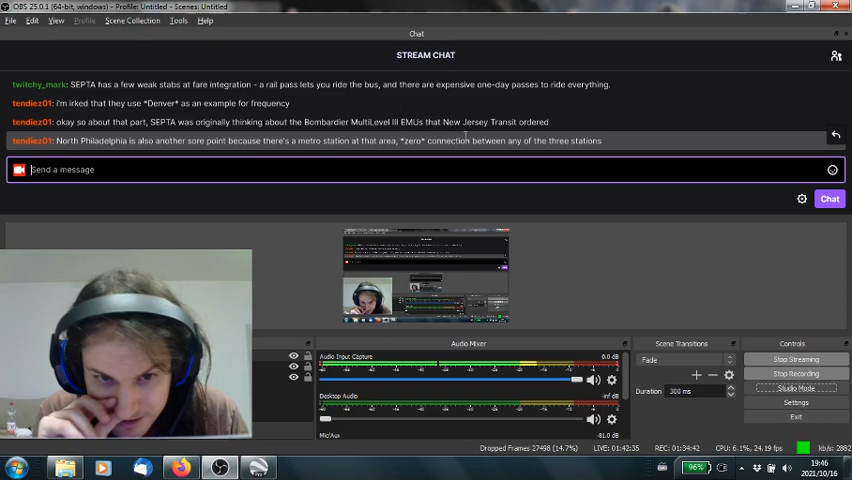 OBS 25.0.1 (64-bit, windows) - Profile: Untitled - Scenes: Untitled
File Edit View Profile Scene Collection Tools Help
Chat
STREAM CHAT
twitchy_mark: SEPTA has a few weak stabs at fare integration - a rail pass lets you ride the bus, and there are expensive one-day passes to ride everything.
tendiez01: i'm irked that they use *Denver* as an example for frequency
tendiez01: okay so about that part, SEPTA was originally thinking about the Bombardier MultiLevel III EMUs that New Jersey Transit ordered
tendiez01: North Philadelphia is also another sore point because there's a metro station at that area, *zero* connection between any of the three stations
Send a message
Chat
Audio Mixer
Scene Transitions
Controls
Audio Input Capture
0.0 dB
Fade
Stop Streaming
Stop Recording
Duration 300 ms
Studio Mode
Desktop Audio
-inf dB
Settings
Exit
Mic/Aux
-81.0 dB
Dropped Frames 27498 (14.7%)
LIVE: 01:42:35
REC: 01:34:42
CPU: 6.1%, 24.19 fps
kb/s: 2882
96%
19:46
2021/10/16